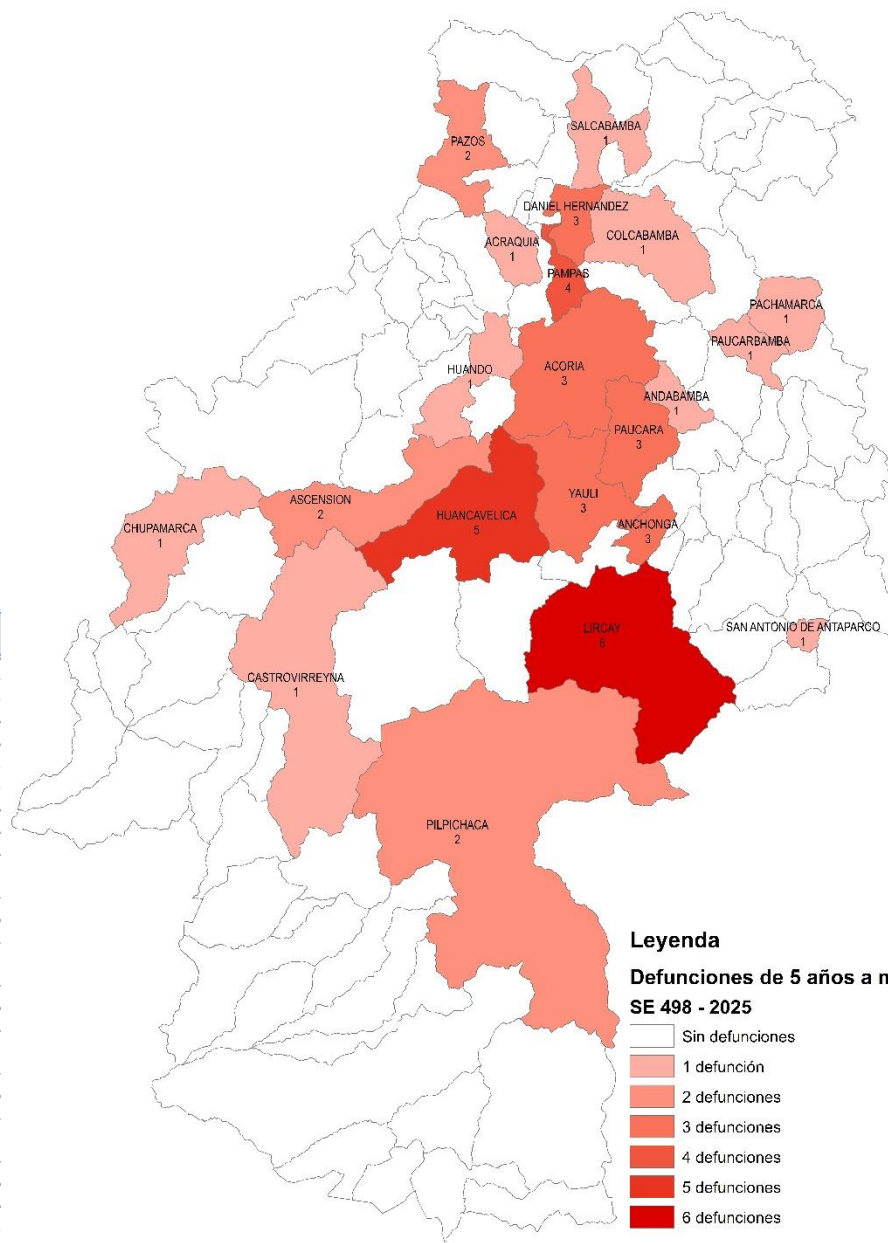 SALCABAMBA
1
PAZOS
2
DANIEL HERNANDEZ
3
ACRAQUIA
1
COLCABAMBA
1
PAMPAS
4
PACHAMARCA
1
PAUCARBAMBA
1
HUANDO
1
ACORIA
3
ANDABAMBA
1
PAUCARA
3
ASCENSION
2
HUANCAVELICA
5
YAULI
3
CHUPAMARCA
1
ANCHONGA
3
LIRCAY
6
SAN ANTONIO DE ANTAPARCO
1
CASTROVIRREYNA
1
PILPICHACA
2
Leyenda
Defunciones de 5 años a m
SE 498 - 2025
Sin defunciones
1 defunción
2 defunciones
3 defunciones
4 defunciones
5 defunciones
6 defunciones